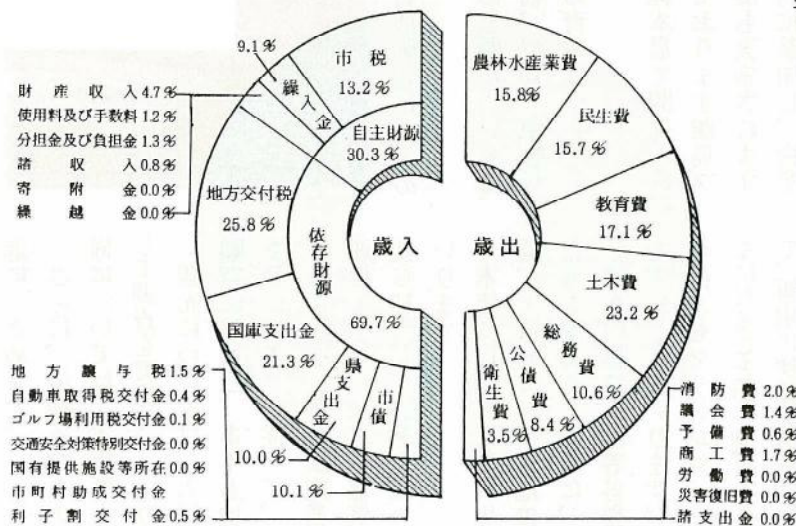 市税
13.2%
9.1%
繰入金
自主財源
30.3%
財産収入 4.7%
使用料及び手数料 1.2%
分担金及び負担金 1.3%
諸収入 0.8%
寄附金 0.0%
繰越金 0.0%
地方交付税
25.8%
依存財源
69.7%
歳入
国庫支出金
21.3%
県支出金
10.0%
市債
10.1%
地方譲与税 1.5%
自動車取得税交付金 0.4%
ゴルフ場利用税交付金 0.1%
交通安全対策特別交付金 0.0%
国有提供施設等所在 0.0%
市町村助成交付金
利子割交付金 0.5%
歳出
農林水産業費
15.8%
民生費
15.7%
教育費
17.1%
土木費
23.2%
総務費
10.6%
公債費
8.4%
衛生費
3.5%
消防費 2.0%
議会費 1.4%
予備費 0.6%
商工費 1.7%
労働費 0.0%
災害復旧費 0.0%
諸支出金 0.0%